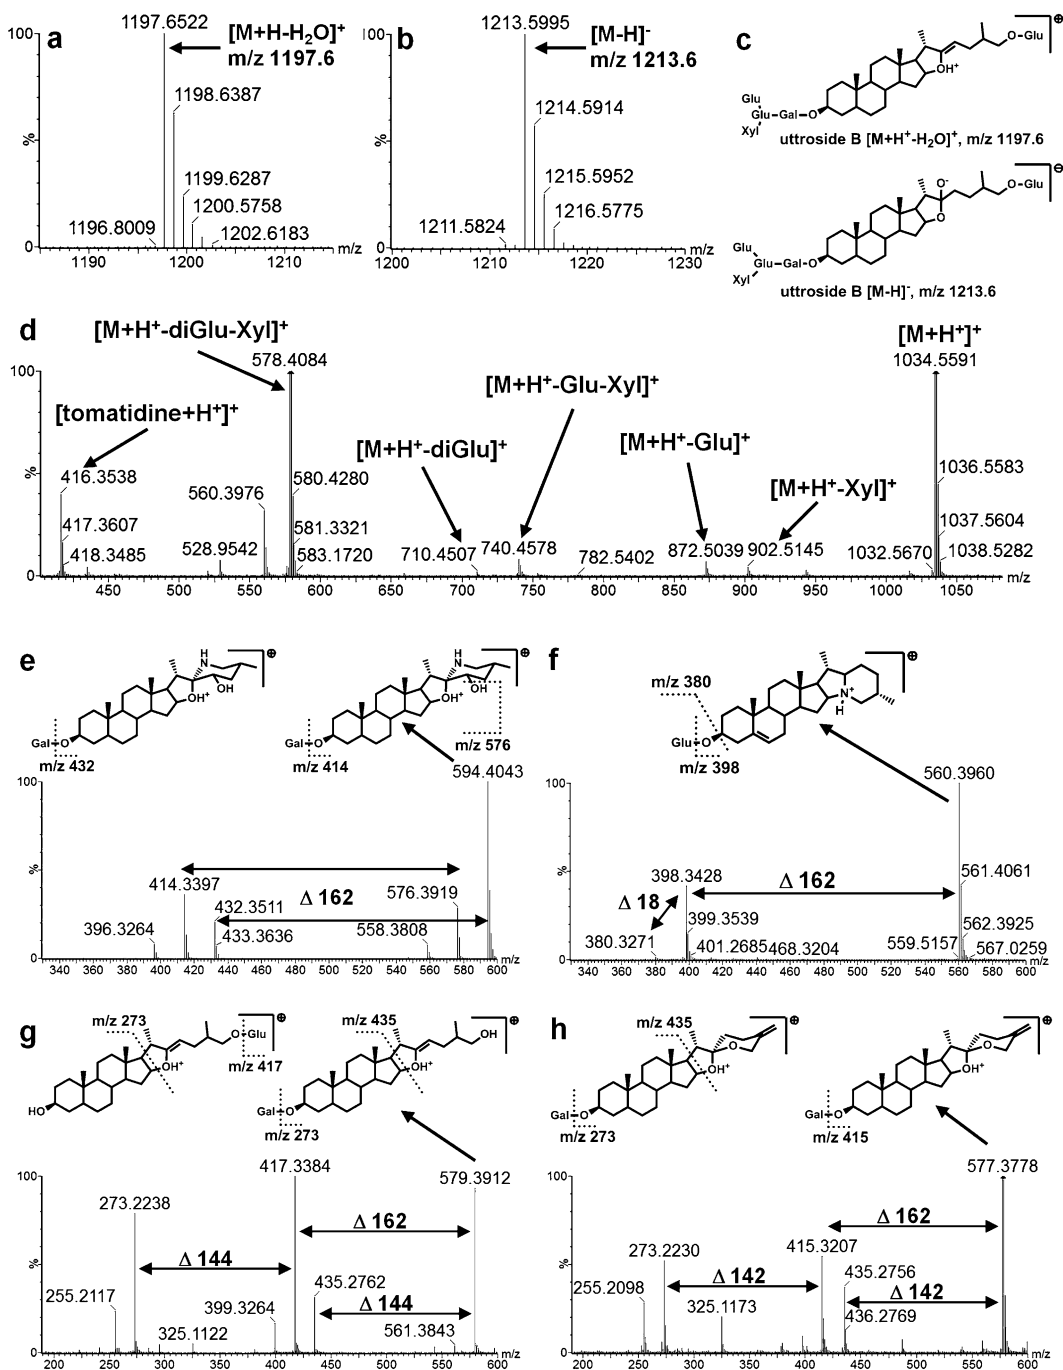 a
1197.6522
[M+H-H₂O]⁺
m/z 1197.6
1198.6387
1199.6287
1200.5758
1196.8009
1202.6183
100
%
0
1190 1200 1210 m/z
b
1213.5995
[M-H]⁻
m/z 1213.6
1214.5914
1215.5952
1216.5775
1211.5824
100
%
0
1200 1210 1220 1230 m/z
c
O-Glu
⊕
OH⁺
Glu
Glu-Gal-O
Xyl
uttroside B [M+H⁺-H₂O]⁺, m/z 1197.6
O⁻
O-Glu
⊖
O
Glu
Glu-Gal-O
Xyl
uttroside B [M-H]⁻, m/z 1213.6
d
[M+H⁺-diGlu-Xyl]⁺
578.4084
[M+H⁺]⁺
1034.5591
[M+H⁺-Glu-Xyl]⁺
[tomatidine+H⁺]⁺
[M+H⁺-diGlu]⁺
[M+H⁺-Glu]⁺
[M+H⁺-Xyl]⁺
416.3538
417.3607
418.3485
560.3976
528.9542
580.4280
581.3321
583.1720
710.4507
740.4578
782.5402
872.5039
902.5145
1032.5670
1036.5583
1037.5604
1038.5282
100
%
0
450 500 550 600 650 700 750 800 850 900 950 1000 1050 m/z
e
H
N
OH
OH⁺
⊕
Gal-O
m/z 432
H
N
OH
OH⁺
⊕
Gal-O
m/z 414
m/z 576
594.4043
Δ 162
414.3397
432.3511
433.3636
396.3264
576.3919
558.3808
100
%
0
340 360 380 400 420 440 460 480 500 520 540 560 580 600 m/z
f
⊕
m/z 380
N⁺
H
Glu-O
m/z 398
560.3960
561.4061
562.3925
559.5157
567.0259
398.3428
Δ 162
Δ 18
399.3539
380.3271
401.2685
468.3204
100
%
0
340 360 380 400 420 440 460 480 500 520 540 560 580 600 m/z
g
m/z 273
O-Glu
⊕
m/z 417
OH⁺
HO
m/z 435
OH
⊕
OH⁺
Gal-O
m/z 273
417.3384
579.3912
273.2238
Δ 162
Δ 144
435.2762
Δ 144
255.2117
399.3264
325.1122
561.3843
100
%
0
200 250 300 350 400 450 500 550 600 m/z
h
m/z 435
⊕
O
OH⁺
Gal-O
m/z 273
⊕
O
OH⁺
Gal-O
m/z 415
577.3778
Δ 162
273.2230
415.3207
Δ 142
435.2756
Δ 142
436.2769
255.2098
325.1173
100
%
0
200 250 300 350 400 450 500 550 600 m/z